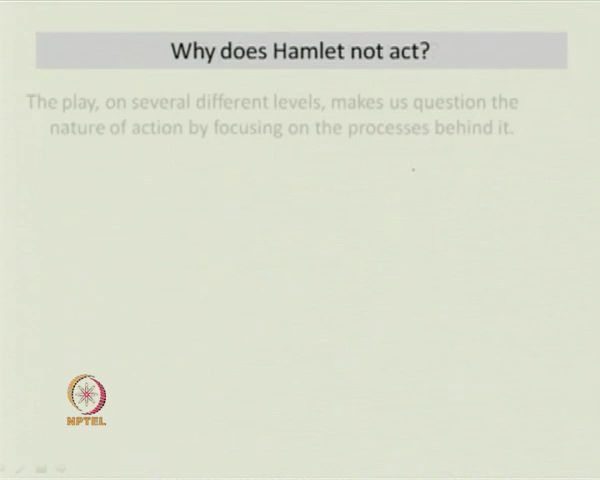 Why does Hamlet not act?
The play, on several different levels, makes us question the
nature of action by focusing on the processes behind it.
NPTEL